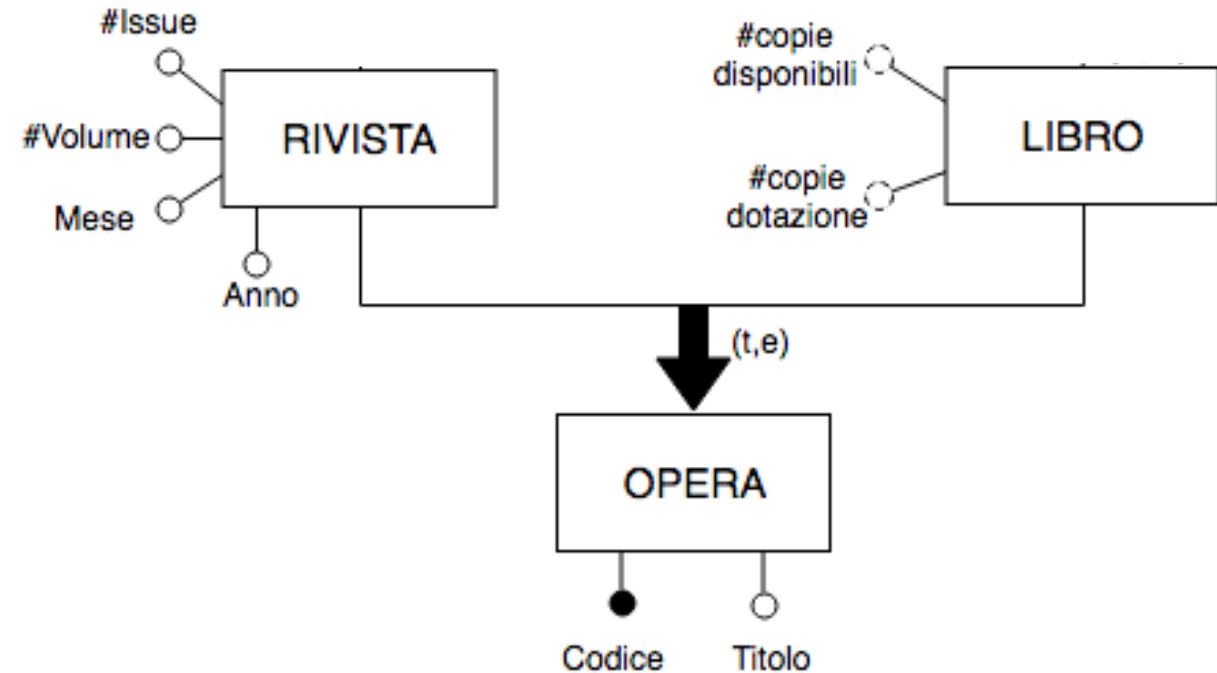 #Issue
#Volume
Mese
Anno
RIVISTA
#copie
disponibili
#copie
dotazione
LIBRO
(t,e)
OPERA
Codice
Titolo